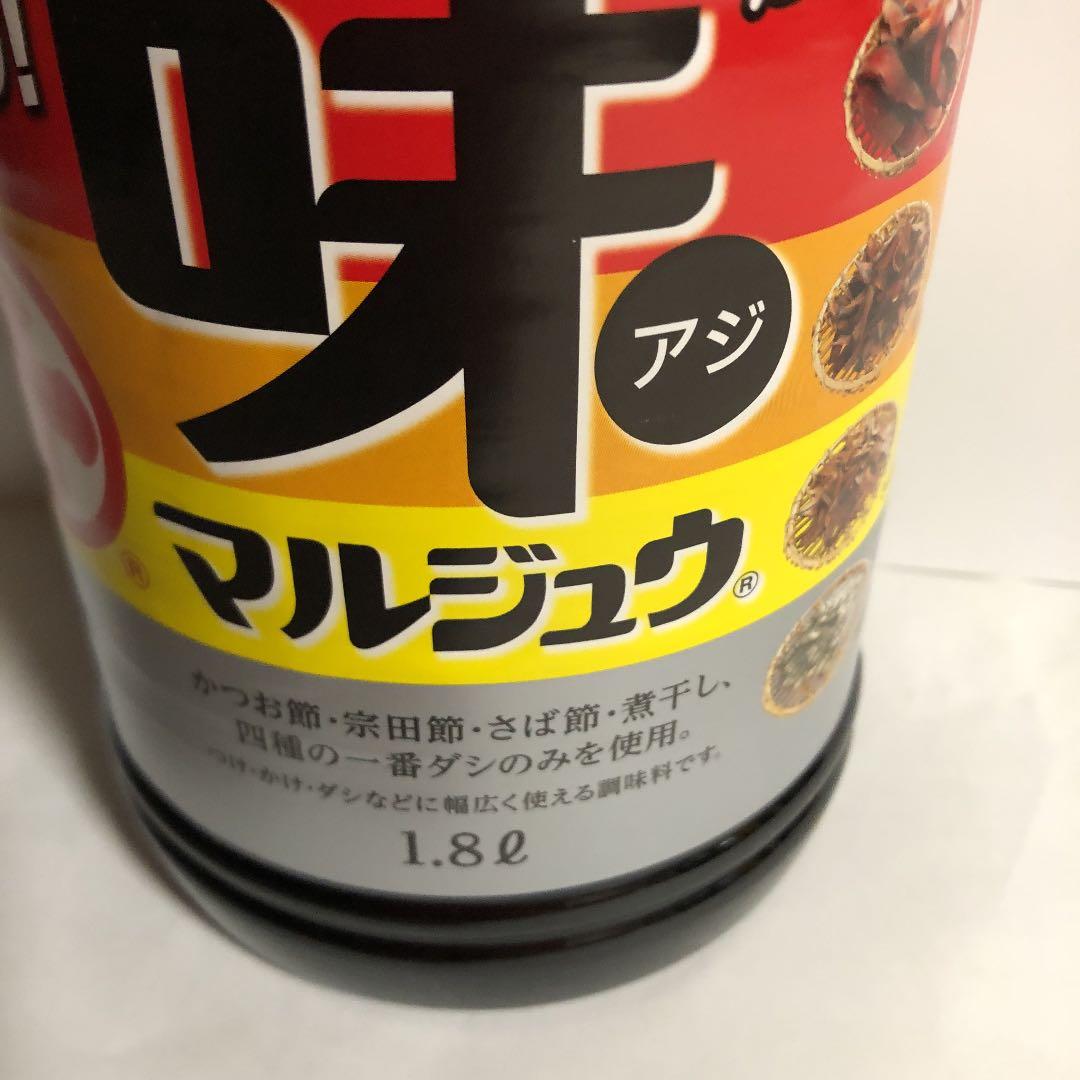 味
アジ
マルジュウ®
®
かつお節・宗田節・さば節・煮干し、
四種の一番ダシのみを使用。
つけ・かけ・ダシなどに幅広く使える調味料です。
1.8ℓ